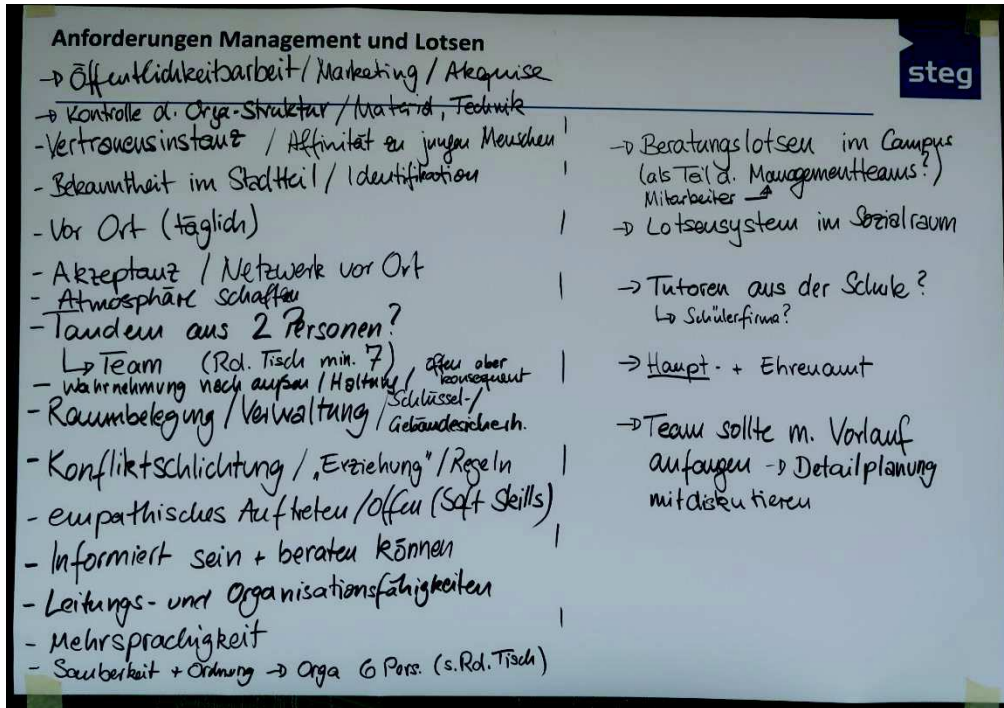 Anforderungen Management und Lotsen
steg
→ Öffentlichkeitbarbeit / Marketing / Akquise
→ Kontrolle d. Orga-Struktur / Material, Technik
- Vertrauensinstanz / Affinität zu jungen Menschen
- Bekanntheit im Stadtteil / Identifikation
- Vor Ort (täglich)
- Akzeptanz / Netzwerk vor Ort
- Atmosphäre schaffen
- Tandem aus 2 Personen?
↳ Team (Rd. Tisch min. 7)
- Wahrnehmung nach außen / Haltung / offen aber konsequent
- Raumbelegung / Verwaltung / Schlüssel- / Gebäudesicherh.
- Konfliktschlichtung / „Erziehung" / Regeln
- empathisches Auftreten / Offen (Soft Skills)
- Informiert sein + beraten können
- Leitungs- und Organisationsfähigkeiten
- Mehrsprachigkeit
- Sauberkeit + Ordnung → Orga 6 Pers. (s. Rd. Tisch)
→ Beratungslotsen im Campus
(als Teil d. Managementteams?)
Mitarbeiter
→ Lotsensystem im Sozialraum
→ Tutoren aus der Schule?
↳ Schülerfirma?
→ Haupt- + Ehrenamt
→ Team sollte m. Vorlauf
anfangen → Detailplanung
mitdiskutieren